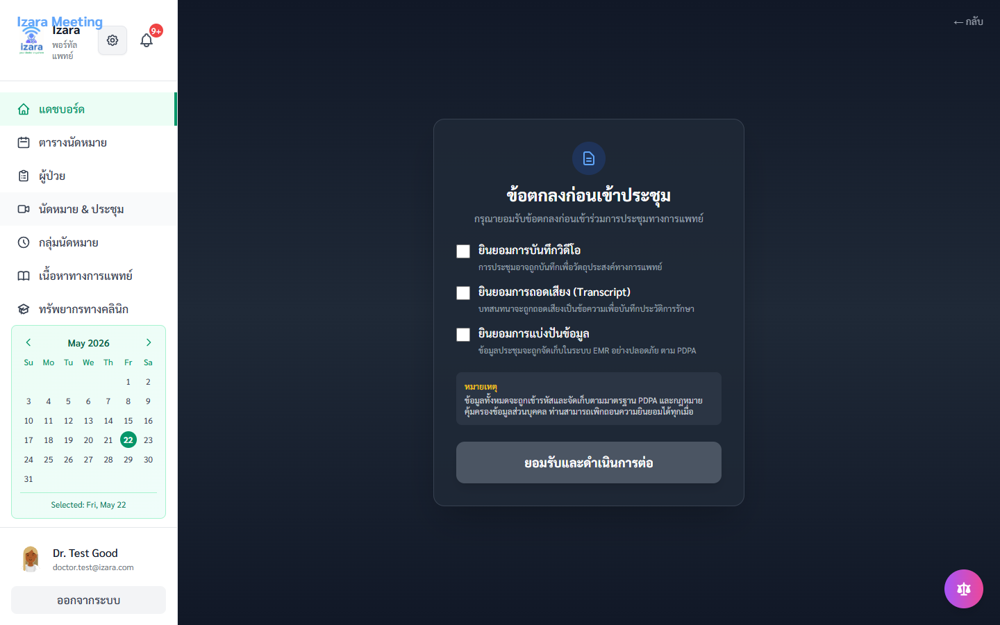 Izara Meeting
Izara
พอร์ทัล
แพทย์
9+
izara
แดชบอร์ด
ตารางนัดหมาย
ผู้ป่วย
นัดหมาย & ประชุม
กลุ่มนัดหมาย
เนื้อหาทางการแพทย์
ทรัพยากรทางคลินิก
May 2026
Su Mo Tu We Th Fr Sa
1 2
3 4 5 6 7 8 9
10 11 12 13 14 15 16
17 18 19 20 21 22 23
24 25 26 27 28 29 30
31
Selected: Fri, May 22
Dr. Test Good
doctor.test@izara.com
ออกจากระบบ
← กลับ
ข้อตกลงก่อนเข้าประชุม
กรุณายอมรับข้อตกลงก่อนเข้าร่วมการประชุมทางการแพทย์
ยินยอมการบันทึกวิดีโอ
การประชุมอาจถูกบันทึกเพื่อวัตถุประสงค์ทางการแพทย์
ยินยอมการถอดเสียง (Transcript)
บทสนทนาจะถูกถอดเสียงเป็นข้อความเพื่อบันทึกประวัติการรักษา
ยินยอมการแบ่งปันข้อมูล
ข้อมูลประชุมจะถูกจัดเก็บในระบบ EMR อย่างปลอดภัย ตาม PDPA
หมายเหตุ
ข้อมูลทั้งหมดจะถูกเข้ารหัสและจัดเก็บตามมาตรฐาน PDPA และกฎหมาย
คุ้มครองข้อมูลส่วนบุคคล ท่านสามารถเพิกถอนความยินยอมได้ทุกเมื่อ
ยอมรับและดำเนินการต่อ